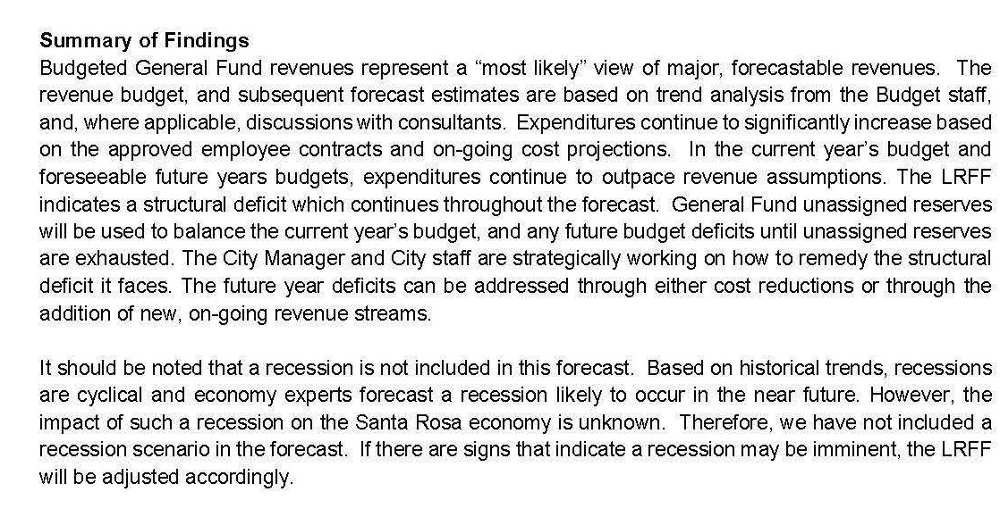 Summary of Findings
Budgeted General Fund revenues represent a “most likely” view of major, forecastable revenues.  The
revenue budget, and subsequent forecast estimates are based on trend analysis from the Budget staff,
and, where applicable, discussions with consultants.  Expenditures continue to significantly increase based
on the approved employee contracts and on-going cost projections.  In the current year’s budget and
foreseeable future years budgets, expenditures continue to outpace revenue assumptions. The LRFF
indicates a structural deficit which continues throughout the forecast.  General Fund unassigned reserves
will be used to balance the current year’s budget, and any future budget deficits until unassigned reserves
are exhausted. The City Manager and City staff are strategically working on how to remedy the structural
deficit it faces. The future year deficits can be addressed through either cost reductions or through the
addition of new, on-going revenue streams.

It should be noted that a recession is not included in this forecast.  Based on historical trends, recessions
are cyclical and economy experts forecast a recession likely to occur in the near future. However, the
impact of such a recession on the Santa Rosa economy is unknown.  Therefore, we have not included a
recession scenario in the forecast.  If there are signs that indicate a recession may be imminent, the LRFF
will be adjusted accordingly.